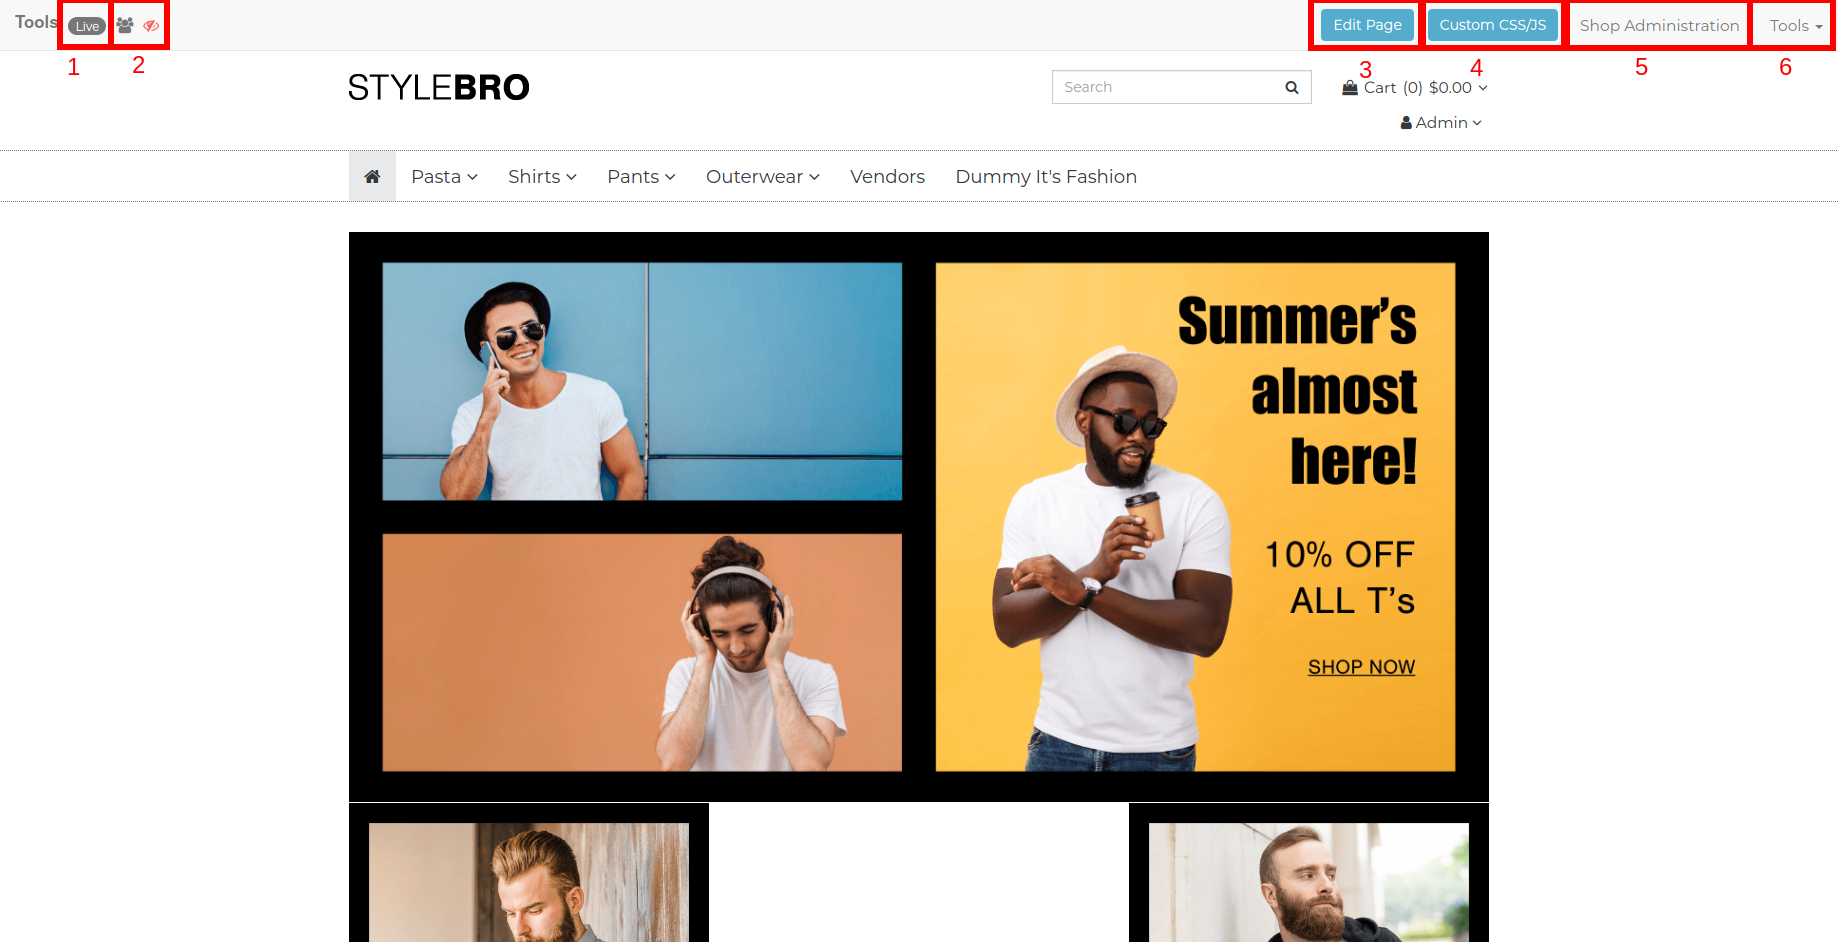 Tools Live Edit Page Custom CSS/JS Shop Administration Tools
1 2 3 4 5 6
STYLEBRO Search Cart (0) $0.00
Admin
Pasta Shirts Pants Outerwear Vendors Dummy It's Fashion
Summer's
almost
here!
10% OFF
ALL T's
SHOP NOW